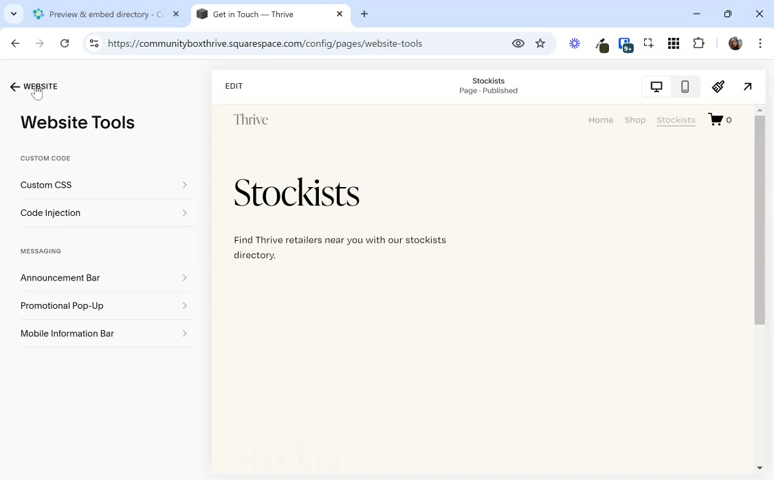 Preview & embed directory - C
Get in Touch — Thrive
https://communityboxthrive.squarespace.com/config/pages/website-tools
9+
WEBSITE
Website Tools
CUSTOM CODE
Custom CSS
Code Injection
MESSAGING
Announcement Bar
Promotional Pop-Up
Mobile Information Bar
EDIT
Stockists
Page · Published
Thrive
Home
Shop
Stockists
0
Stockists
Find Thrive retailers near you with our stockists
directory.